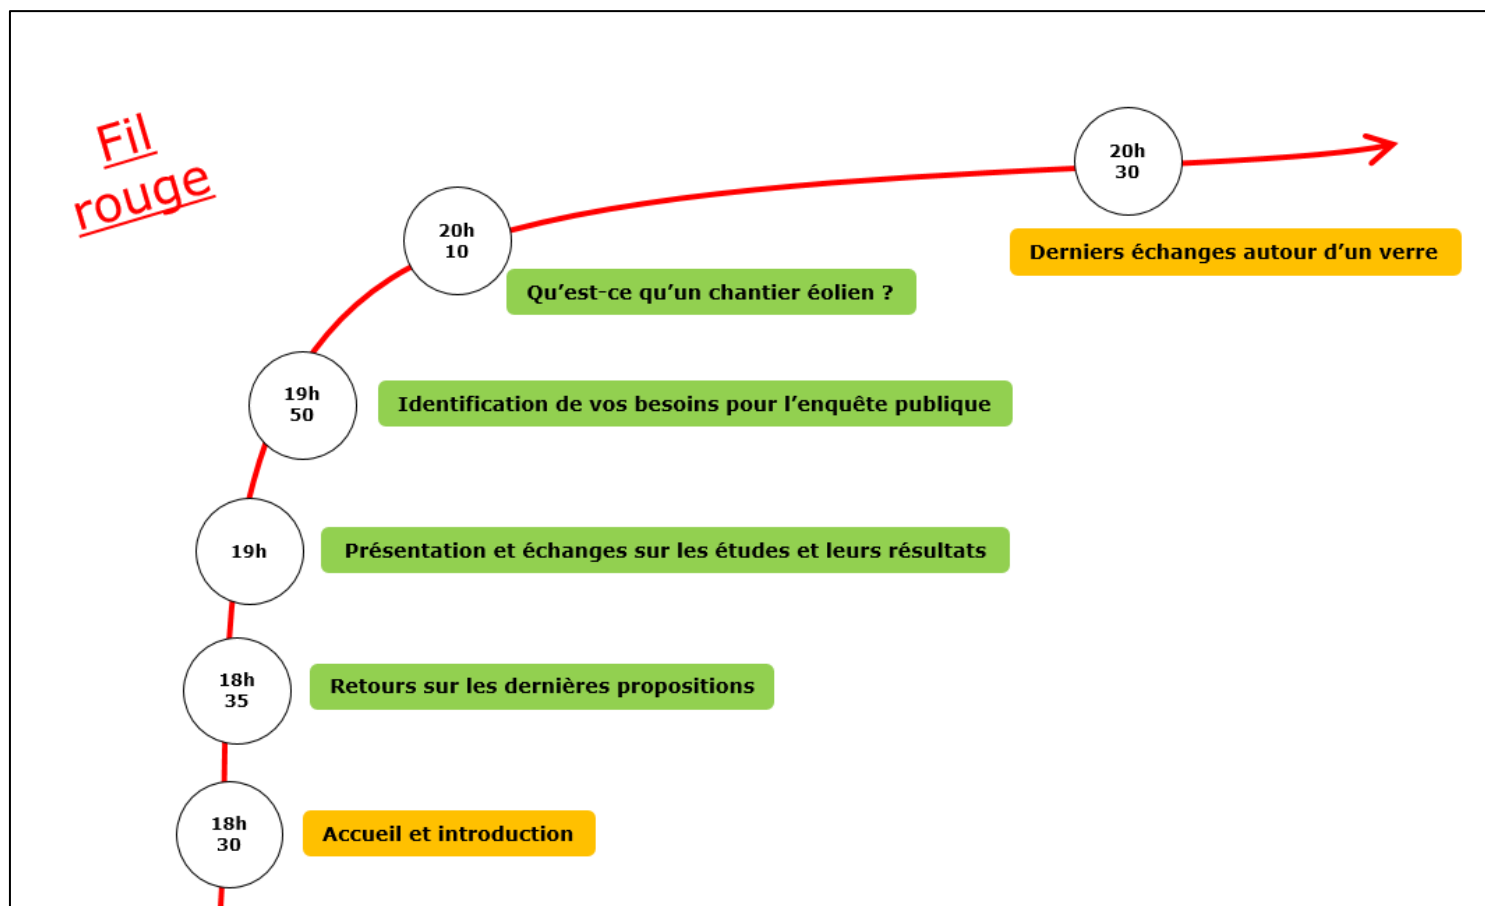 Fil
rouge
20h
30
Derniers échanges autour d’un verre
20h
10
Qu’est-ce qu’un chantier éolien ?
19h
50
Identification de vos besoins pour l’enquête publique
19h
Présentation et échanges sur les études et leurs résultats
18h
35
Retours sur les dernières propositions
18h
30
Accueil et introduction